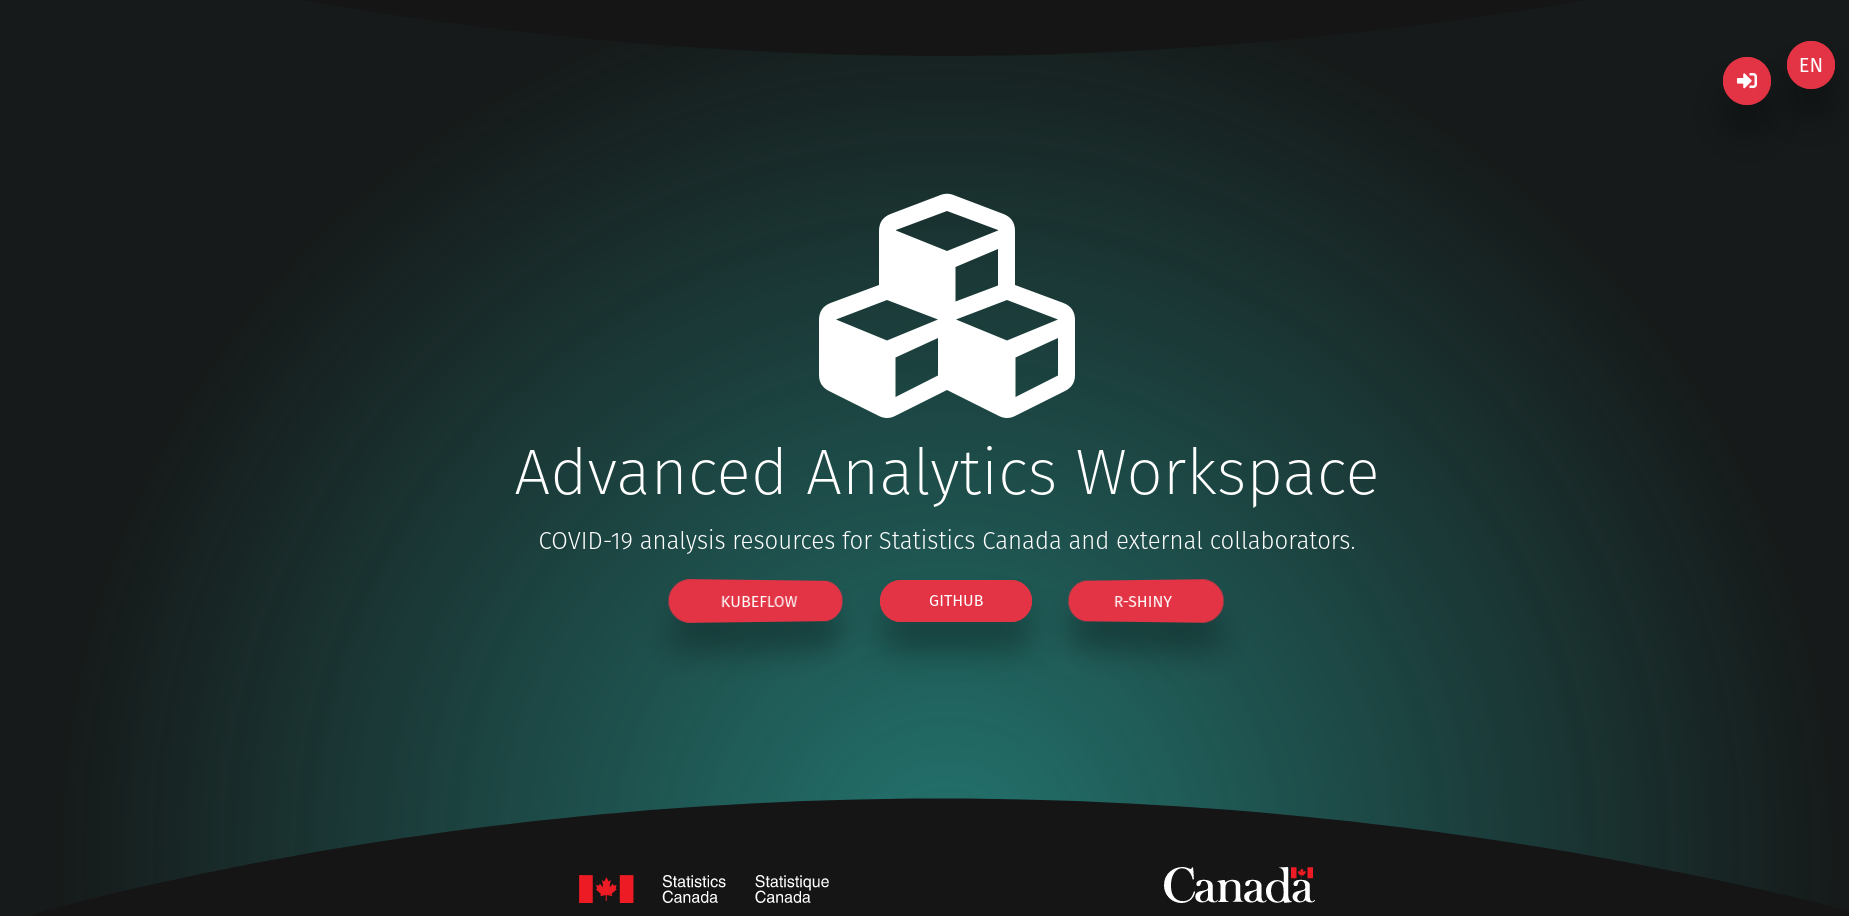 EN
Advanced Analytics Workspace
COVID-19 analysis resources for Statistics Canada and external collaborators.
KUBEFLOW GITHUB R-SHINY
Statistics Statistique
Canada Canada
Canada